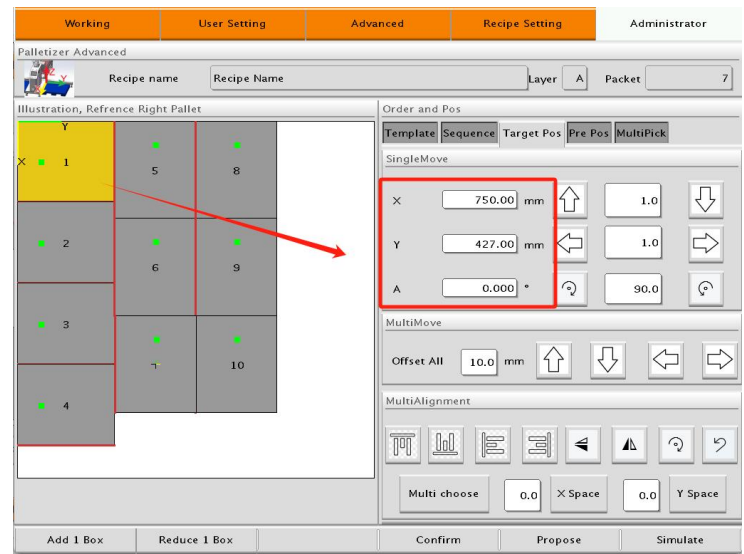 Working User Setting Advanced Recipe Setting Administrator
Palletizer Advanced
Recipe name Recipe Name Layer A Packet 7
Illustration, Refrence Right Pallet
Y
X 1
5
8
2
6
9
3
7
10
4
Order and Pos
Template Sequence Target Pos Pre Pos MultiPick
SingleMove
X 750.00 mm 1.0
Y 427.00 mm 1.0
A 0.000 ° 90.0
MultiMove
Offset All 10.0 mm
MultiAlignment
Multi choose 0.0 X Space 0.0 Y Space
Add 1 Box Reduce 1 Box Confirm Propose Simulate